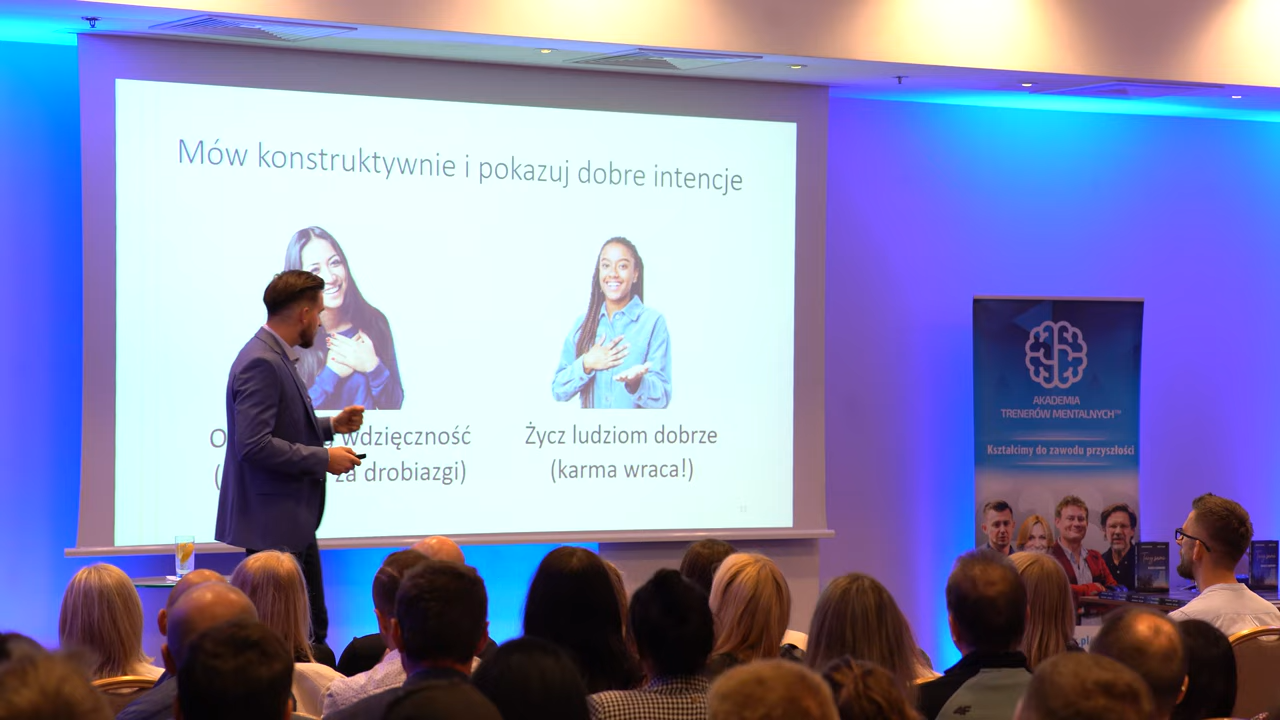 Mów konstruktywnie i pokazuj dobre intencje
wdzięczność
za drobiazgi)
Życz ludziom dobrze
(karma wraca!)
AKADEMIA
TRENERÓW MENTALNYCH™
Kształcimy do zawodu przyszłości